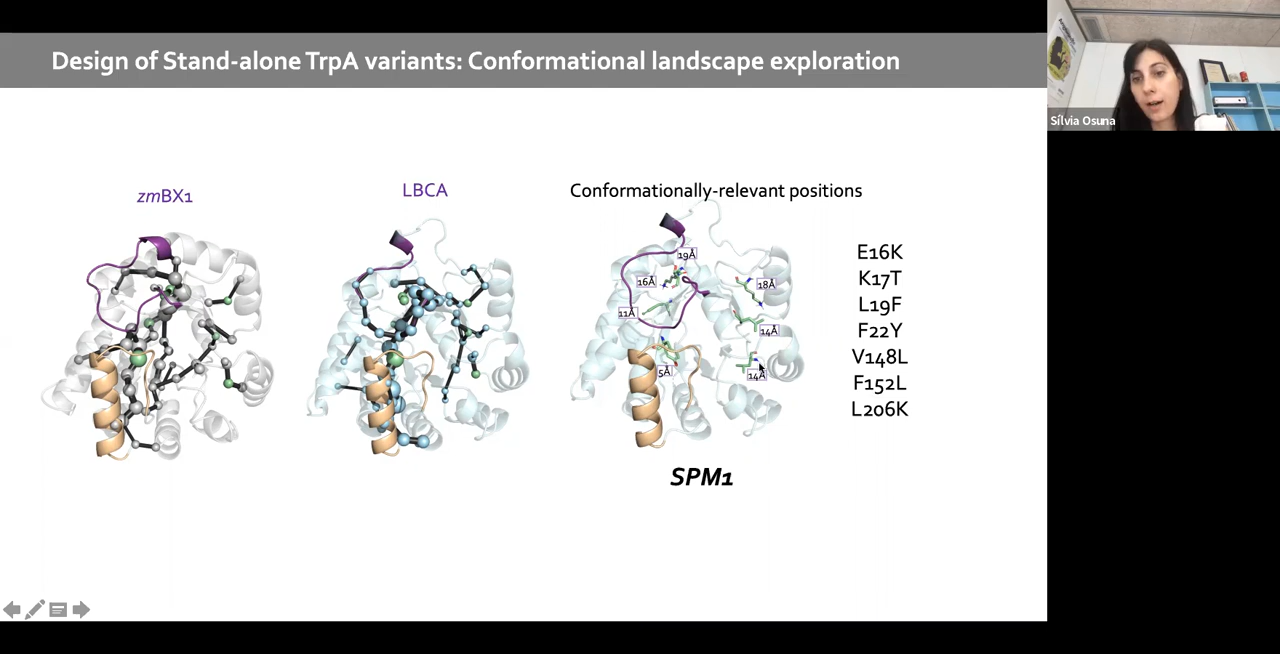 Design of Stand-alone TrpA variants: Conformational landscape exploration
Sílvia Osuna
zmBX1
LBCA
Conformationally-relevant positions
19Å
16Å
18Å
11Å
14Å
5Å
14Å
E16K
K17T
L19F
F22Y
V148L
F152L
L206K
SPM1